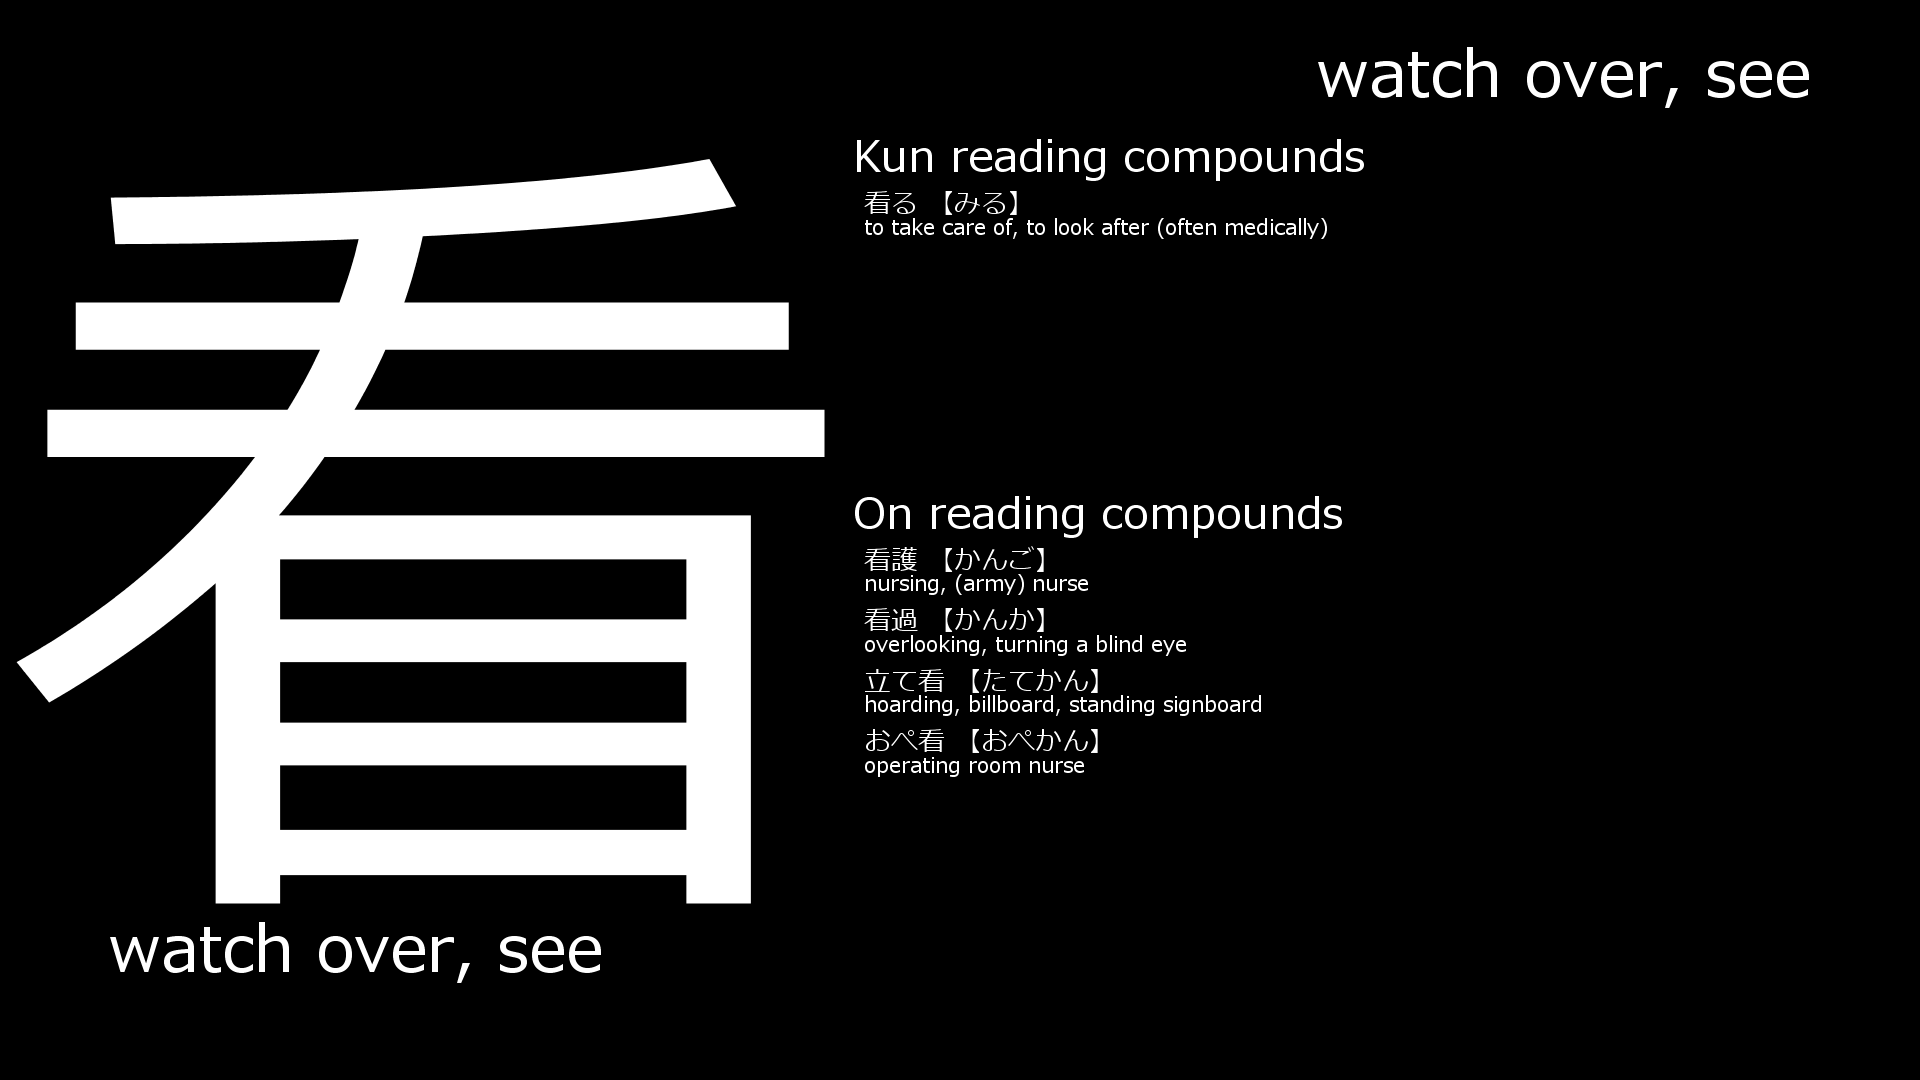 看
watch over, see
watch over, see
Kun reading compounds
看る 【みる】
to take care of, to look after (often medically)
On reading compounds
看護 【かんご】
nursing, (army) nurse
看過 【かんか】
overlooking, turning a blind eye
立て看 【たてかん】
hoarding, billboard, standing signboard
おぺ看 【おぺかん】
operating room nurse